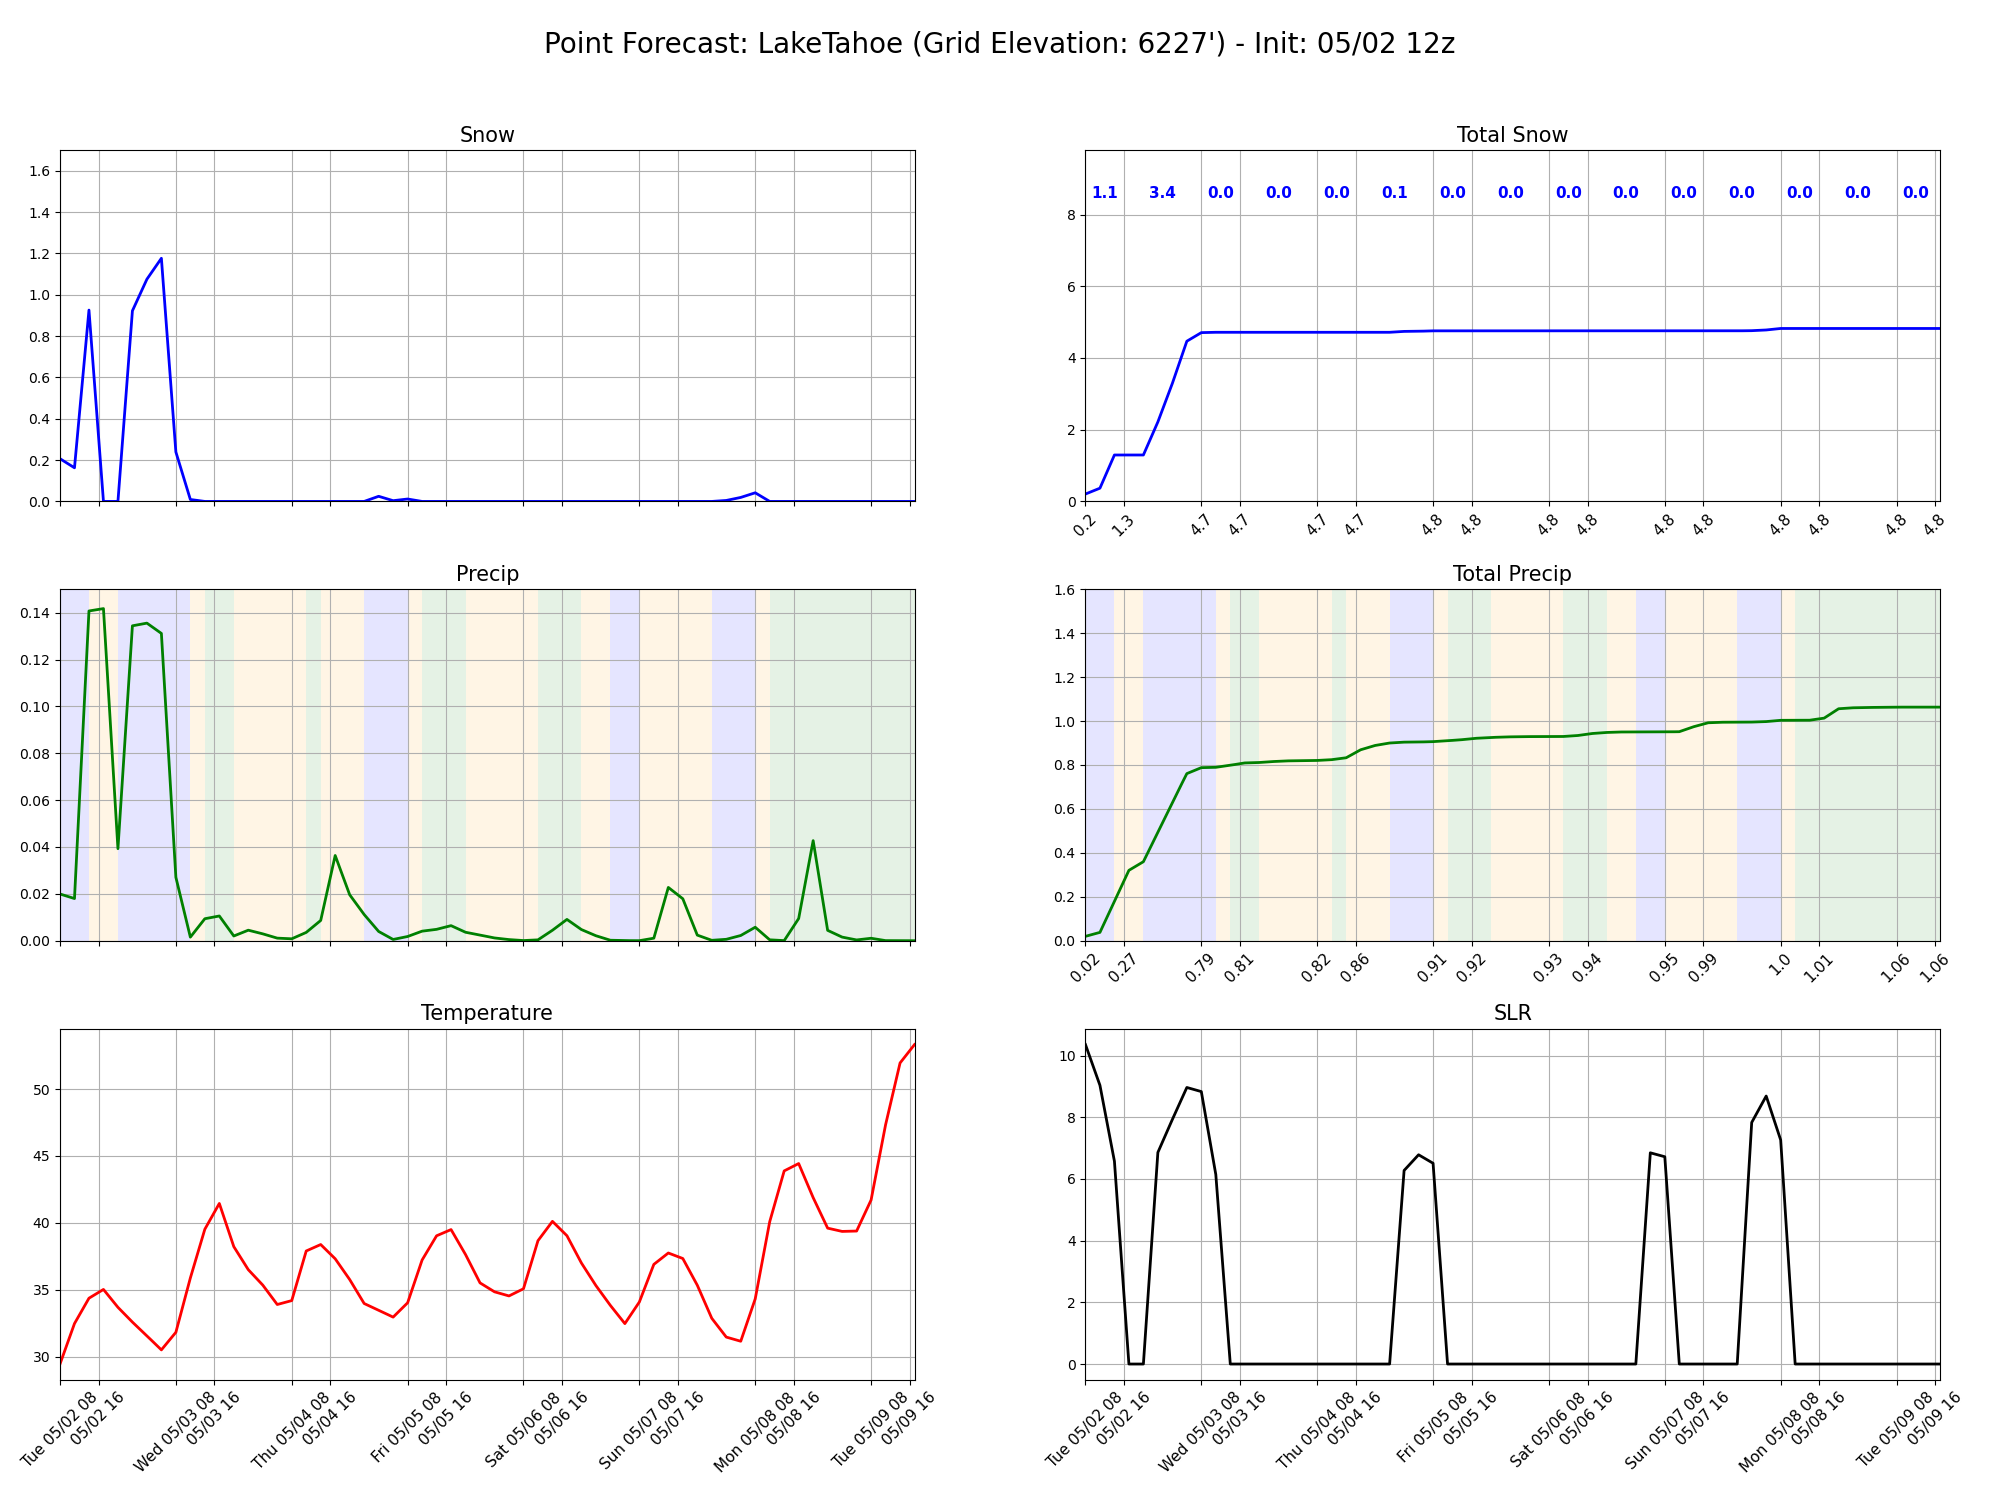 Point Forecast: LakeTahoe (Grid Elevation: 6227') - Init: 05/02 12z
Snow
1.6
1.4
1.2
1.0
0.8
0.6
0.4
0.2
0.0
Total Snow
1.1 3.4 0.0 0.0 0.0 0.1 0.0 0.0 0.0 0.0 0.0 0.0 0.0 0.0 0.0
8
6
4
2
0
0.2 1.3 4.7 4.7 4.7 4.7 4.8 4.8 4.8 4.8 4.8 4.8 4.8 4.8 4.8 4.8
Precip
0.14
0.12
0.10
0.08
0.06
0.04
0.02
0.00
Total Precip
1.6
1.4
1.2
1.0
0.8
0.6
0.4
0.2
0.0
0.02 0.27 0.79 0.81 0.82 0.86 0.91 0.92 0.93 0.94 0.95 0.99 1.0 1.01 1.06 1.06
Temperature
50
45
40
35
30
Tue 05/02 08
05/02 16
Wed 05/03 08
05/03 16
Thu 05/04 08
05/04 16
Fri 05/05 08
05/05 16
Sat 05/06 08
05/06 16
Sun 05/07 08
05/07 16
Mon 05/08 08
05/08 16
Tue 05/09 08
05/09 16
SLR
10
8
6
4
2
0
Tue 05/02 08
05/02 16
Wed 05/03 08
05/03 16
Thu 05/04 08
05/04 16
Fri 05/05 08
05/05 16
Sat 05/06 08
05/06 16
Sun 05/07 08
05/07 16
Mon 05/08 08
05/08 16
Tue 05/09 08
05/09 16